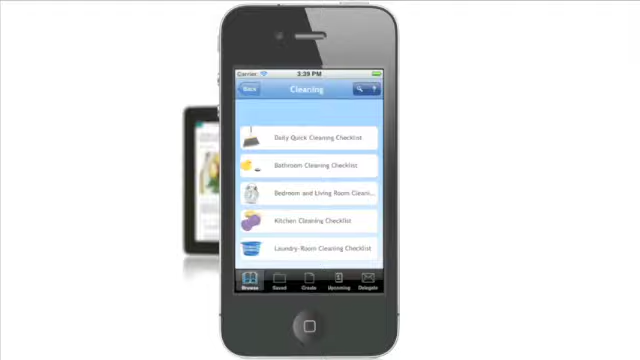 Carrier 3:39 PM
Back Cleaning ?
Daily Quick Cleaning Checklist
Bathroom Cleaning Checklist
Bedroom and Living Room Cleani...
Kitchen Cleaning Checklist
Laundry-Room Cleaning Checklist
Browse Saved Create Upcoming Delegate